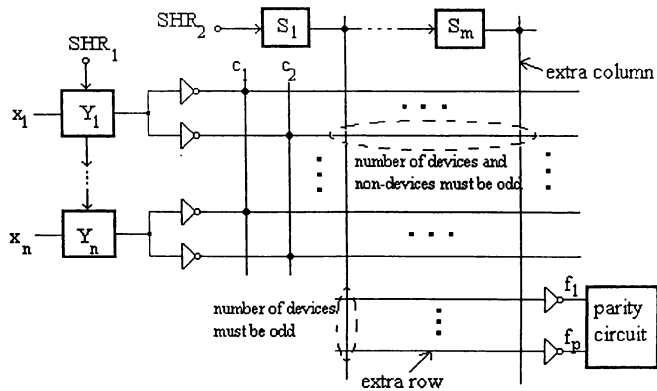 SHR2
S1
Sm
SHR1
c1
c2
extra column
x1
Y1
number of devices and
non-devices must be odd
xn
Yn
number of devices
must be odd
f1
parity
circuit
fp
extra row